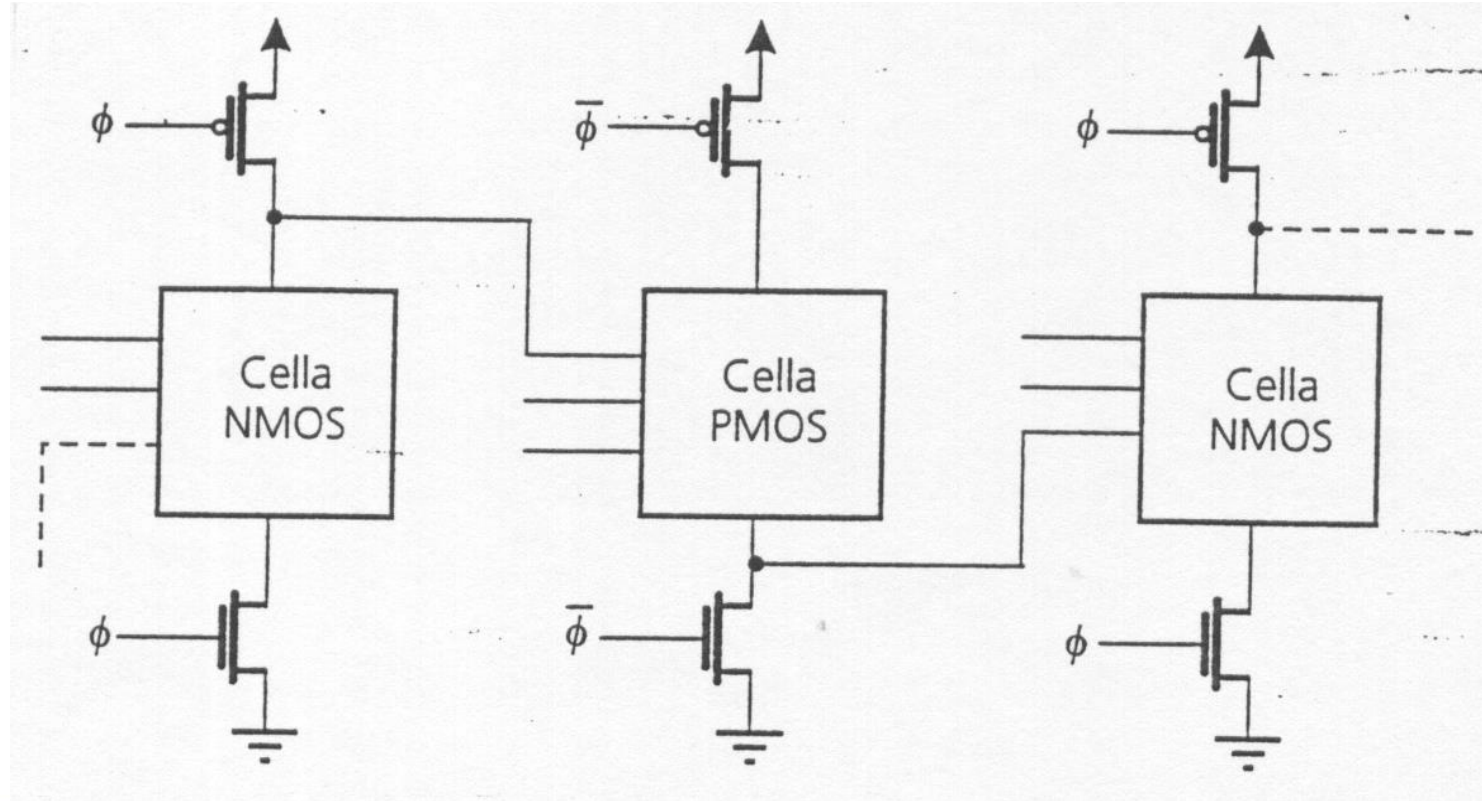 ϕ
ϕ̅
ϕ
Cella
NMOS
Cella
PMOS
Cella
NMOS
ϕ
ϕ̅
ϕ